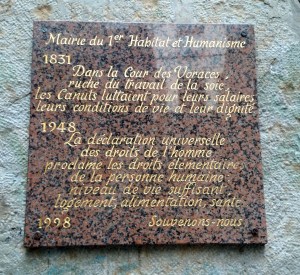 Mairie du 1er Habitat et Humanisme
1831
Dans la Cour des Voraces,
ruche du travail de la soie,
les Canuts luttaient pour leurs salaires
leurs conditions de vie et leur dignité
1948
La déclaration universelle
des droits de l'homme
proclame les droits élémentaires
de la personne humaine
niveau de vie suffisant
logement, alimentation, santé
1998 Souvenons-nous